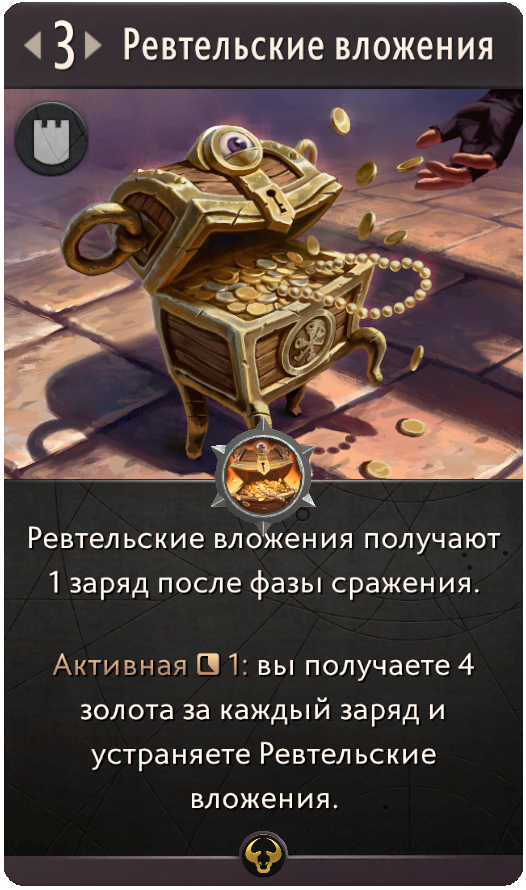 3 Ревтельские вложения
Ревтельские вложения получают
1 заряд после фазы сражения.
Активная 1: вы получаете 4
золота за каждый заряд и
устраняете Ревтельские
вложения.